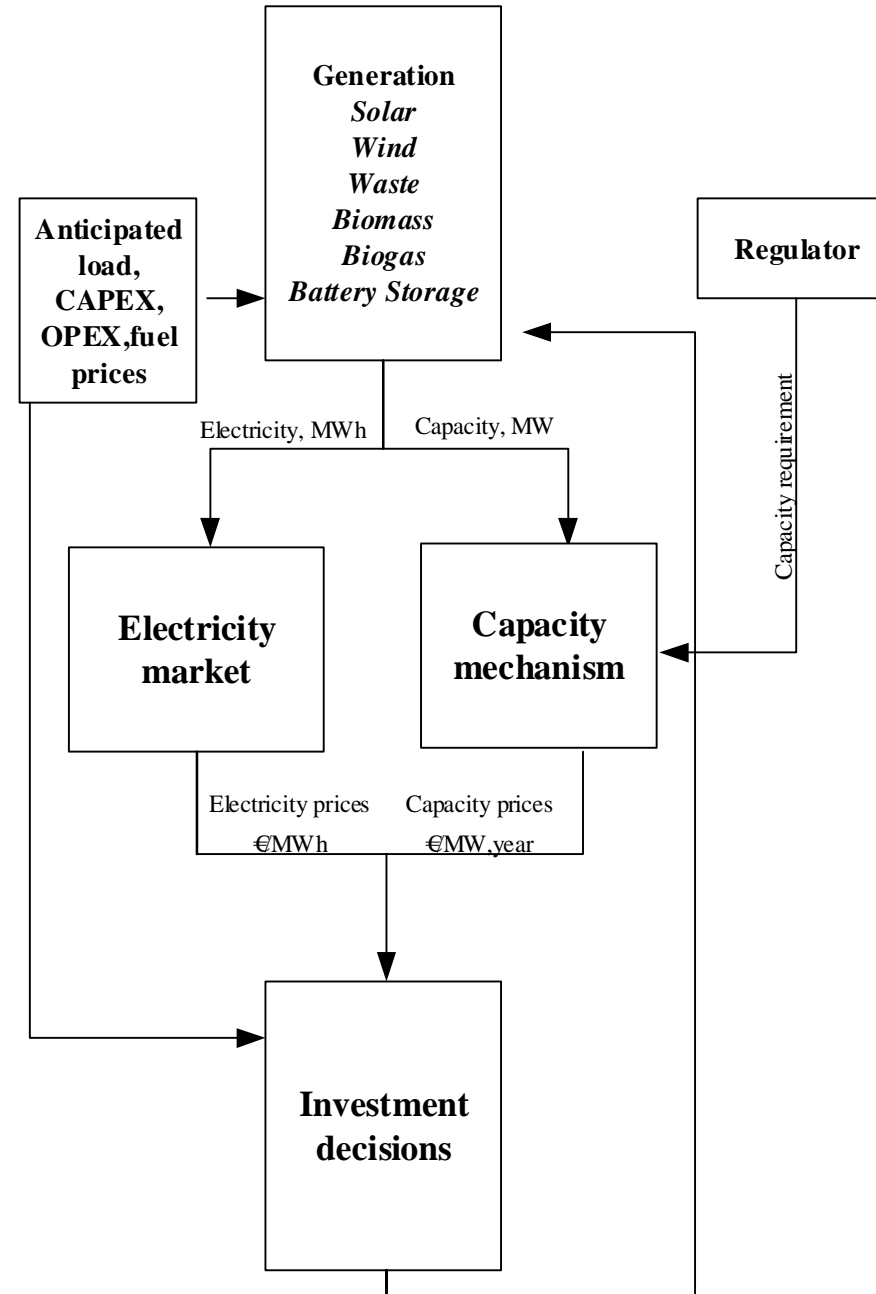 Generation
Solar
Wind
Waste
Biomass
Biogas
Battery Storage
Anticipated
load,
CAPEX,
OPEX,fuel
prices
Regulator
Electricity, MWh
Capacity, MW
Capacity requirement
Electricity
market
Capacity
mechanism
Electricity prices
€/MWh
Capacity prices
€/MW,year
Investment
decisions